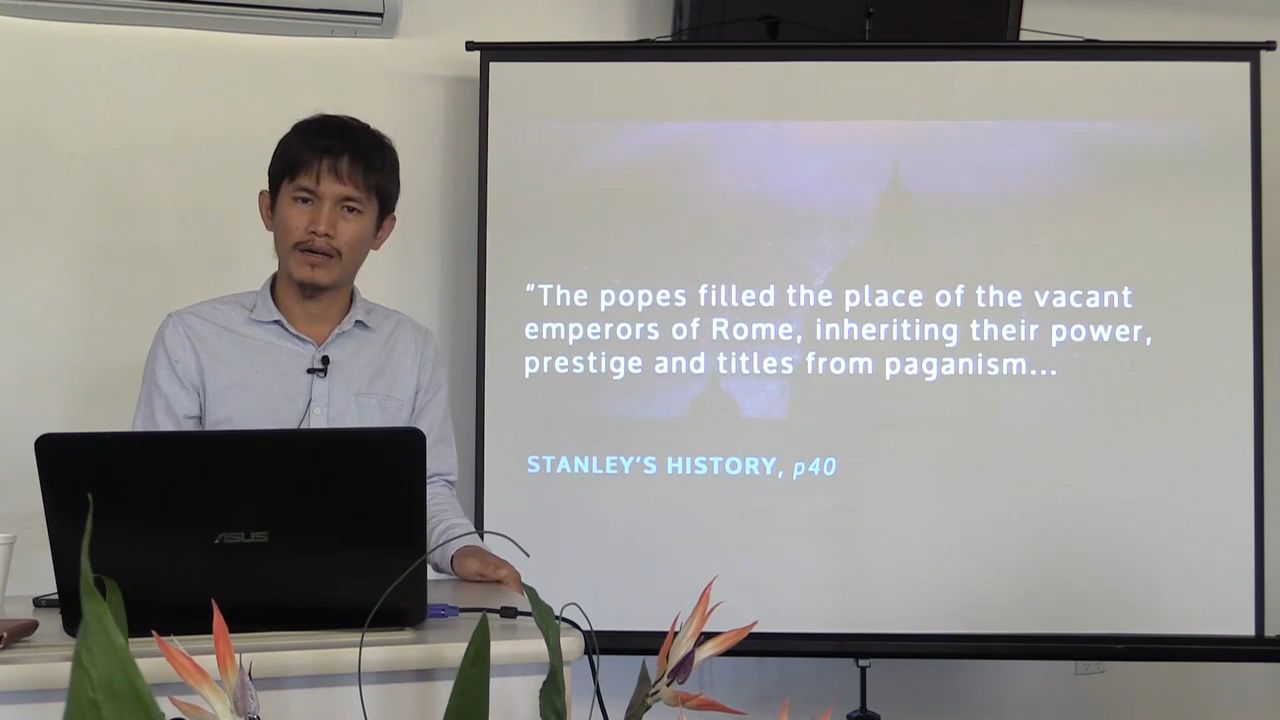 “The popes filled the place of the vacant
emperors of Rome, inheriting their power,
prestige and titles from paganism...
STANLEY’S HISTORY, p40
ASUS